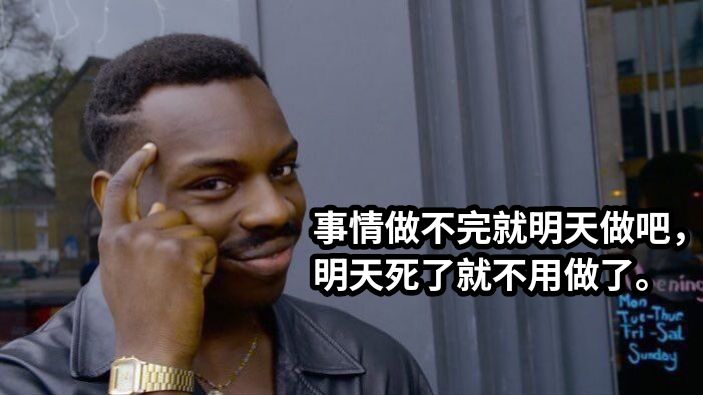 事情做不完就明天做吧，
明天死了就不用做了。
Opening
Mon
Tue-Thur
Fri-Sat
Sunday